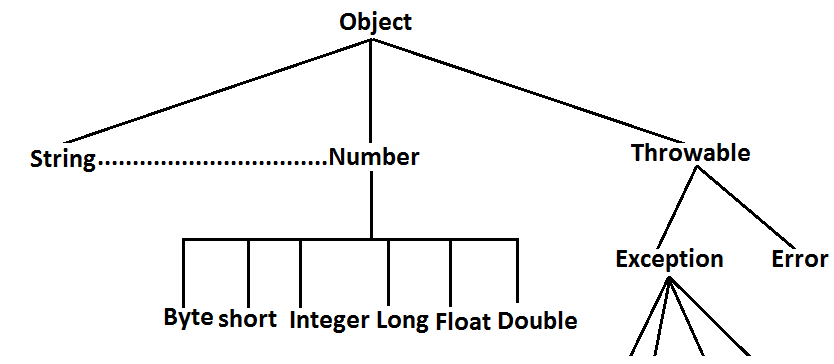 Object
String..................................Number
Throwable
Exception
Error
Byte short Integer Long Float Double